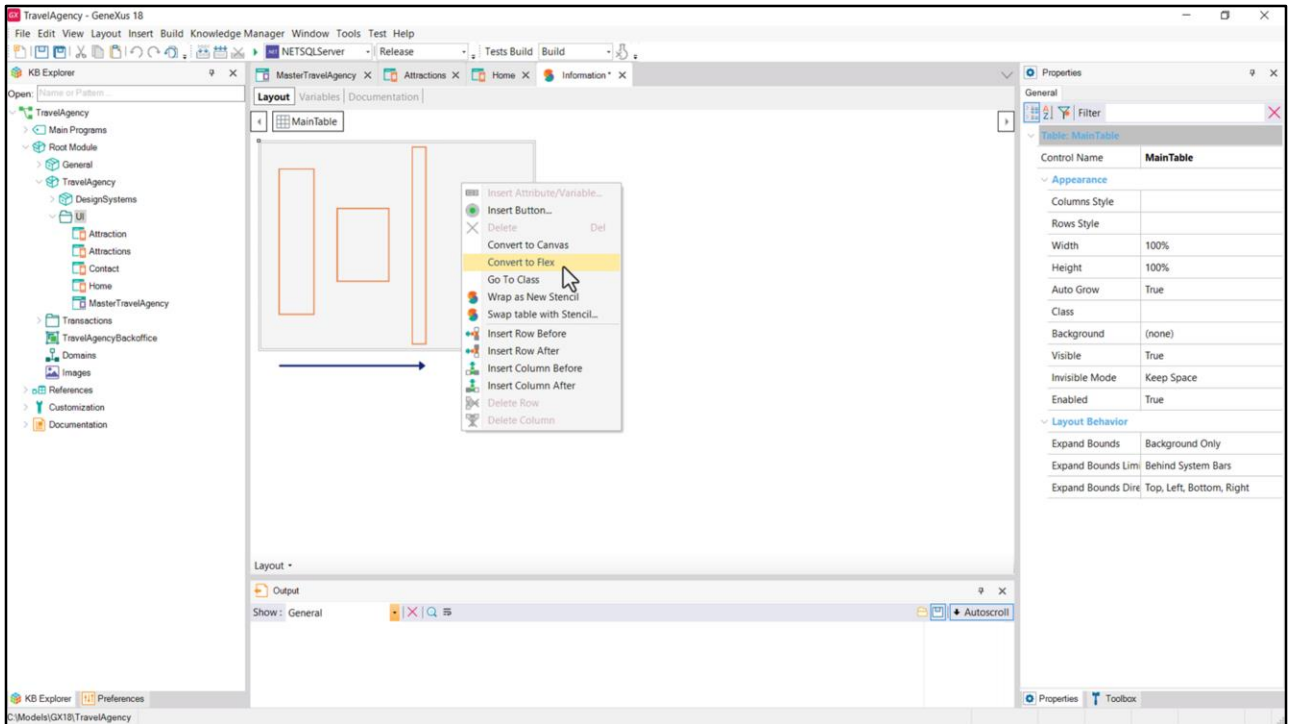 TravelAgency - GeneXus 18
File Edit View Layout Insert Build Knowledge Manager Window Tools Test Help
NETSQLServer Release Tests Build Build
KB Explorer
Open: Name or Pattern...
TravelAgency
Main Programs
Root Module
General
TravelAgency
DesignSystems
UI
Attraction
Attractions
Contact
Home
MasterTravelAgency
Transactions
TravelAgencyBackoffice
Domains
Images
References
Customization
Documentation
KB Explorer Preferences
MasterTravelAgency X Attractions X Home X Information * X
Layout Variables Documentation
MainTable
Insert Attribute/Variable...
Insert Button...
Delete Del
Convert to Canvas
Convert to Flex
Go To Class
Wrap as New Stencil
Swap table with Stencil...
Insert Row Before
Insert Row After
Insert Column Before
Insert Column After
Delete Row
Delete Column
Layout
Output
Show: General Autoscroll
Properties
General
Filter
Table: MainTable
Control Name MainTable
Appearance
Columns Style
Rows Style
Width 100%
Height 100%
Auto Grow True
Class
Background (none)
Visible True
Invisible Mode Keep Space
Enabled True
Layout Behavior
Expand Bounds Background Only
Expand Bounds Limi Behind System Bars
Expand Bounds Dire Top, Left, Bottom, Right
Properties Toolbox
C:\Models\GX18\TravelAgency